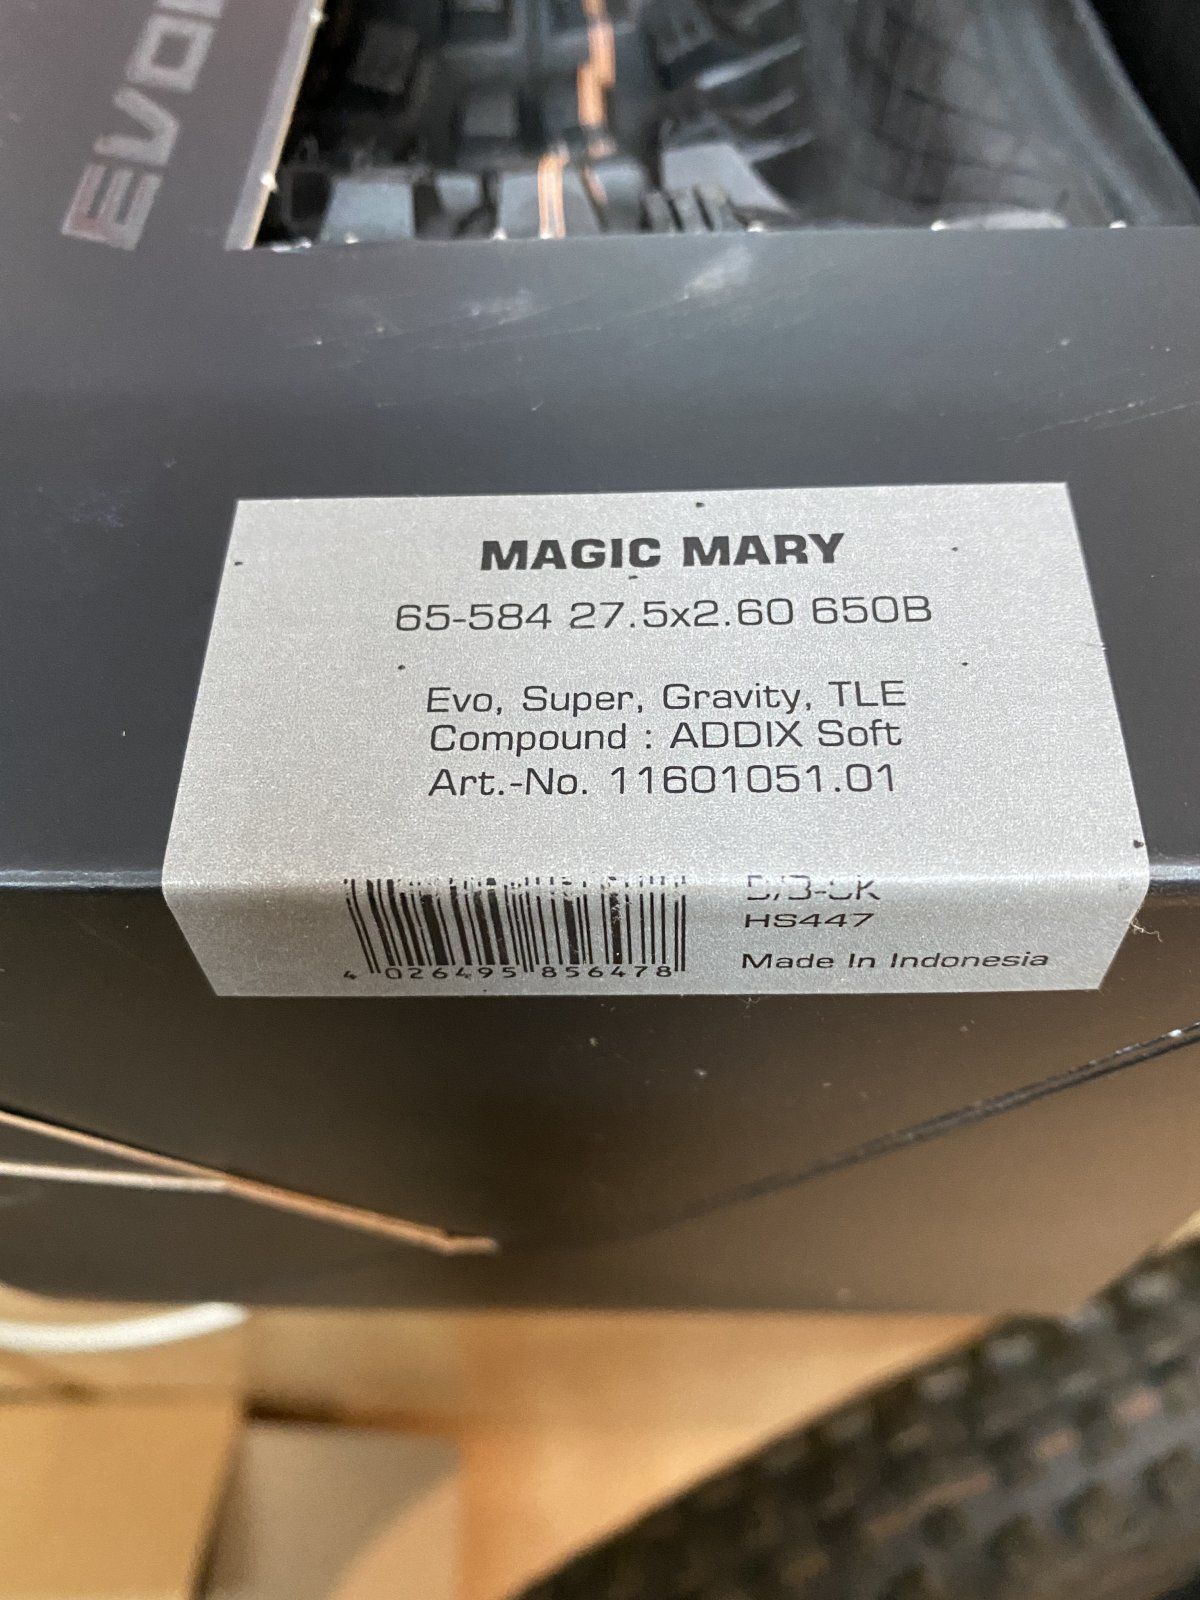 MAGIC MARY
65-584 27.5x2.60 650B
Evo, Super, Gravity, TLE
Compound : ADDIX Soft
Art.-No. 11601051.01
HS447
4 026495 856478
Made In Indonesia